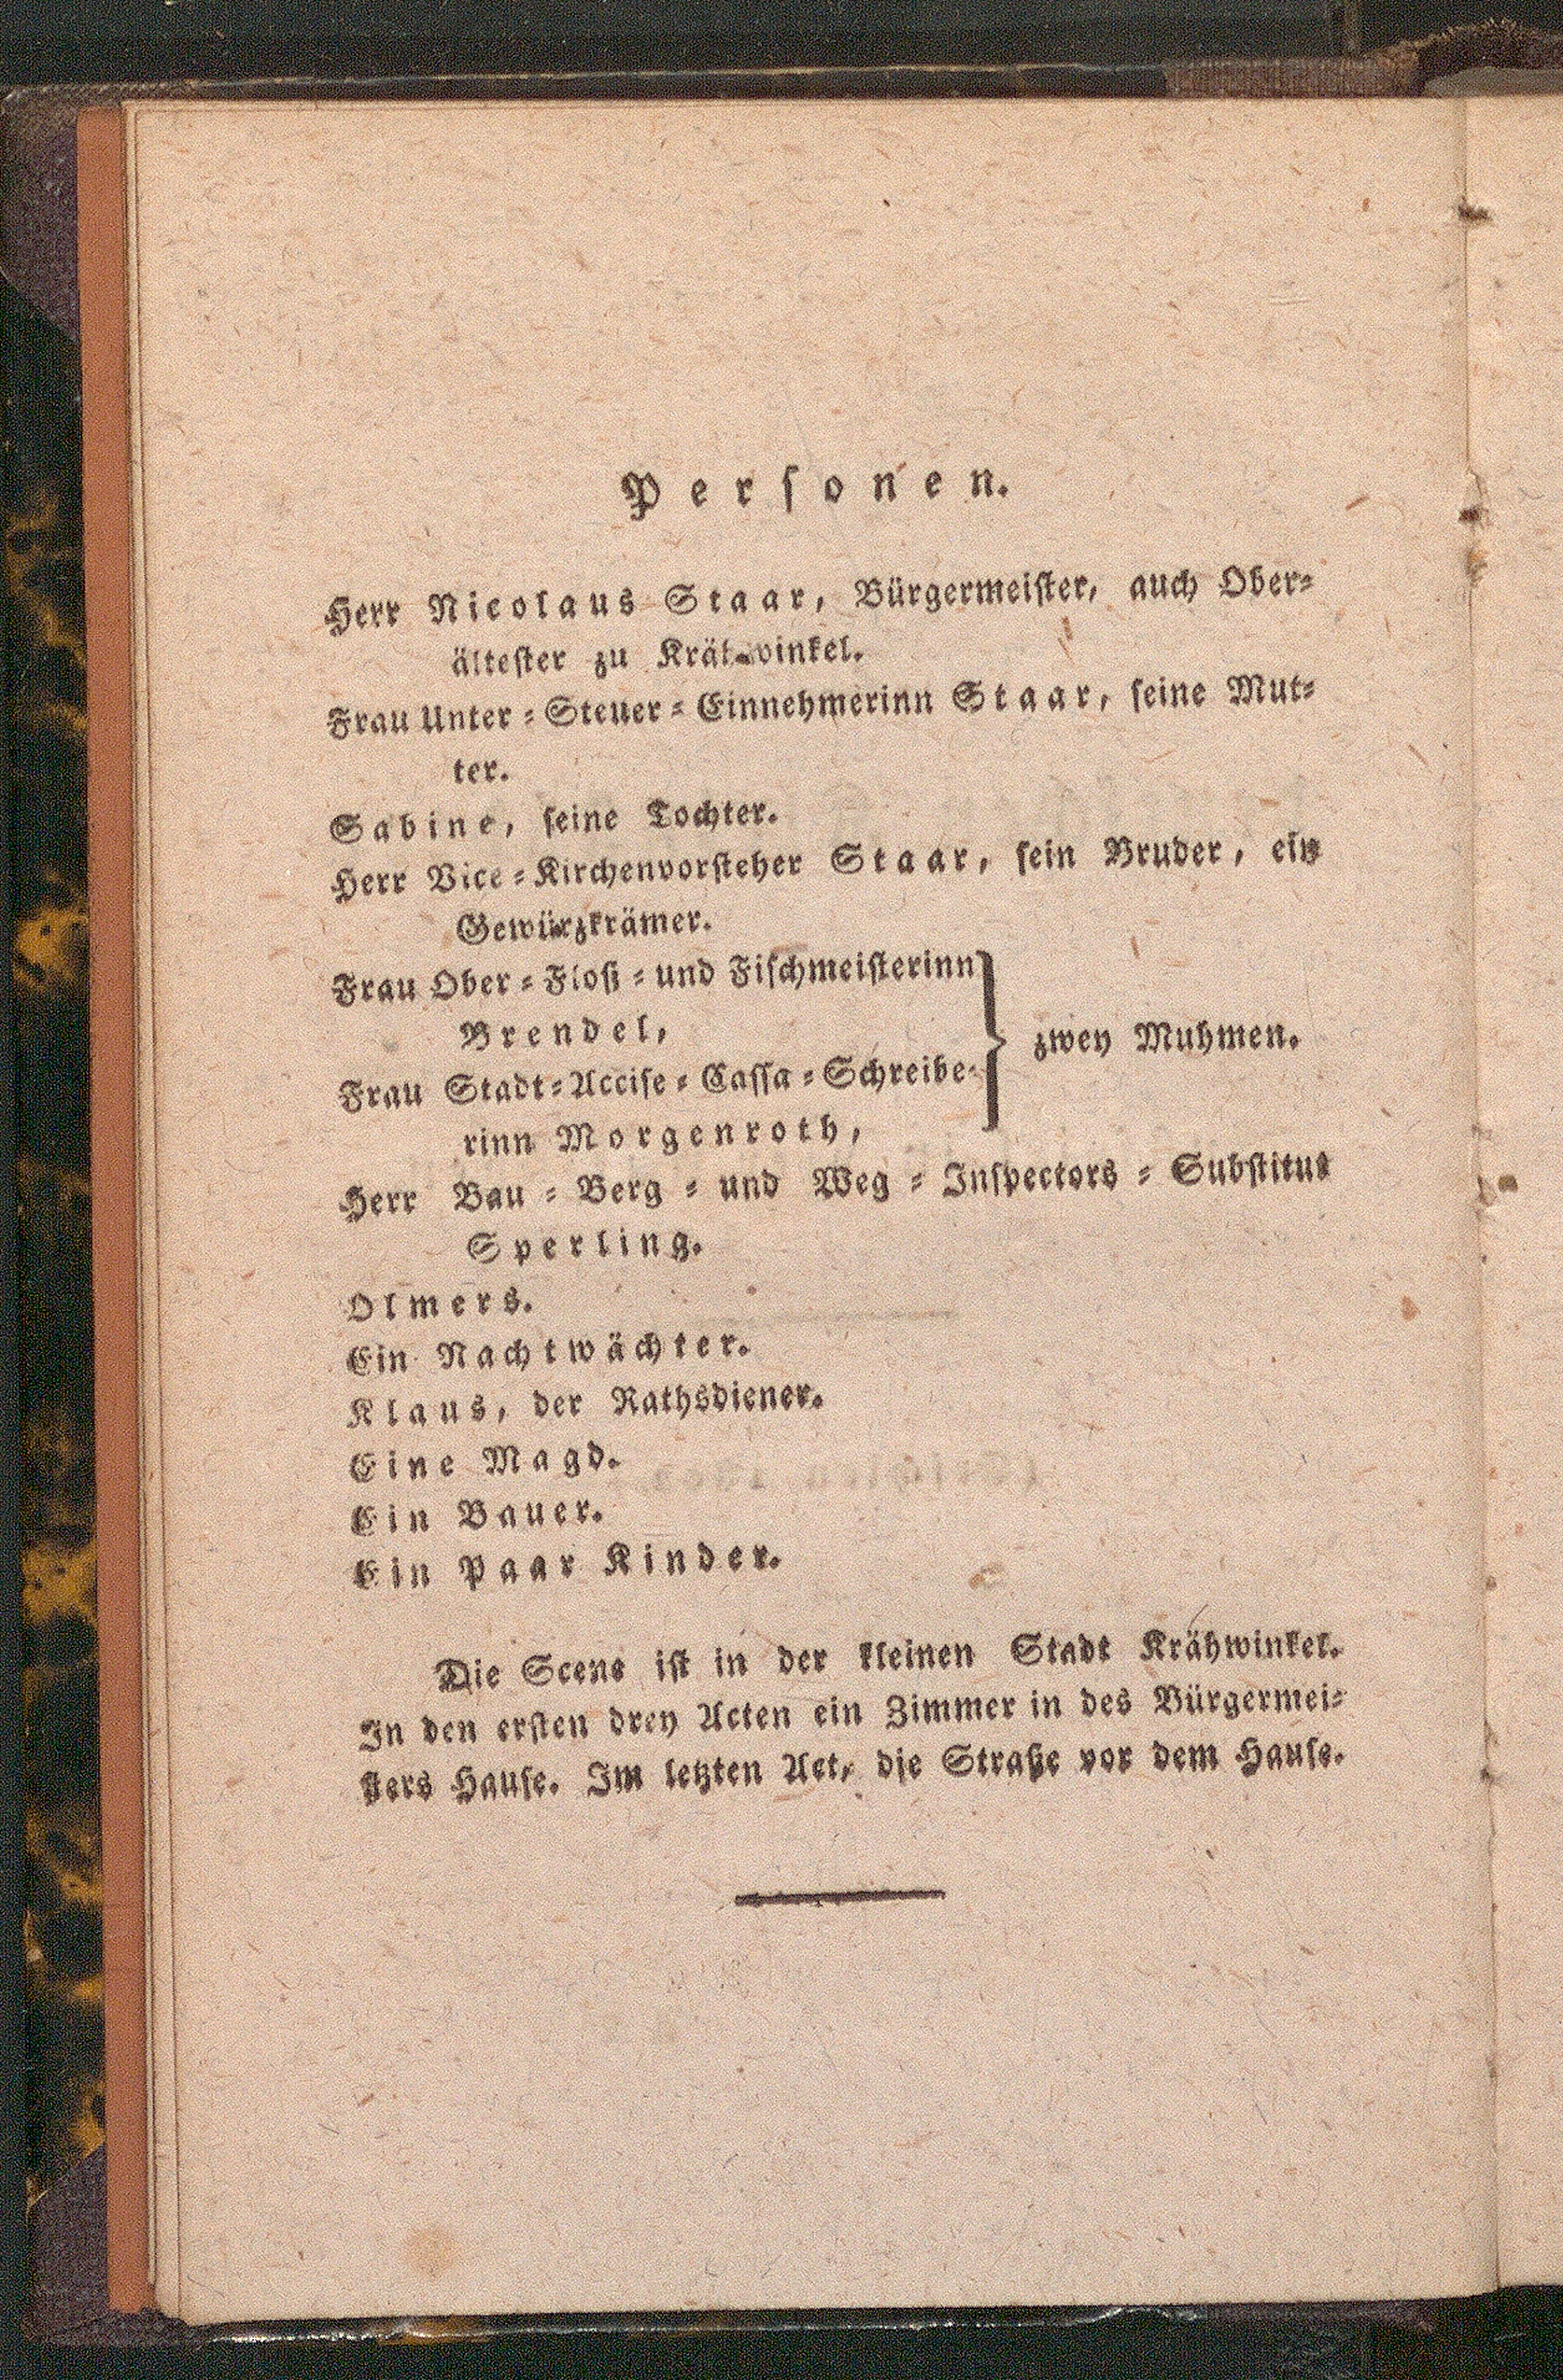 Personen.
Herr Nicolaus Staar, Bürgermeister, auch Ober-
ältester zu Krähwinkel.
Frau Unter-Steuer-Einnehmerinn Staar, seine Mut-
ter.
Sabine, seine Tochter.
Herr Vice-Kirchenvorsteher Staar, sein Bruder, ein
Gewürzkrämer.
Frau Ober-Floß-und Fischmeisterinn
Brendel,
zwey Muhmen.
Frau Stadt-Accise-Cassa-Schreibe-
rinn Morgenroth,
Herr Bau-Berg-und Weg-Inspectors-Substitut
Sperling.
Olmers.
Ein Nachtwächter.
Klaus, der Rathsdiener.
Eine Magd.
Ein Bauer.
Ein Paar Kinder.
Die Scene ist in der kleinen Stadt Krähwinkel.
In den ersten drey Acten ein Zimmer in des Bürgermei-
sters Hause. Im letzten Act, die Straße vor dem Hause.